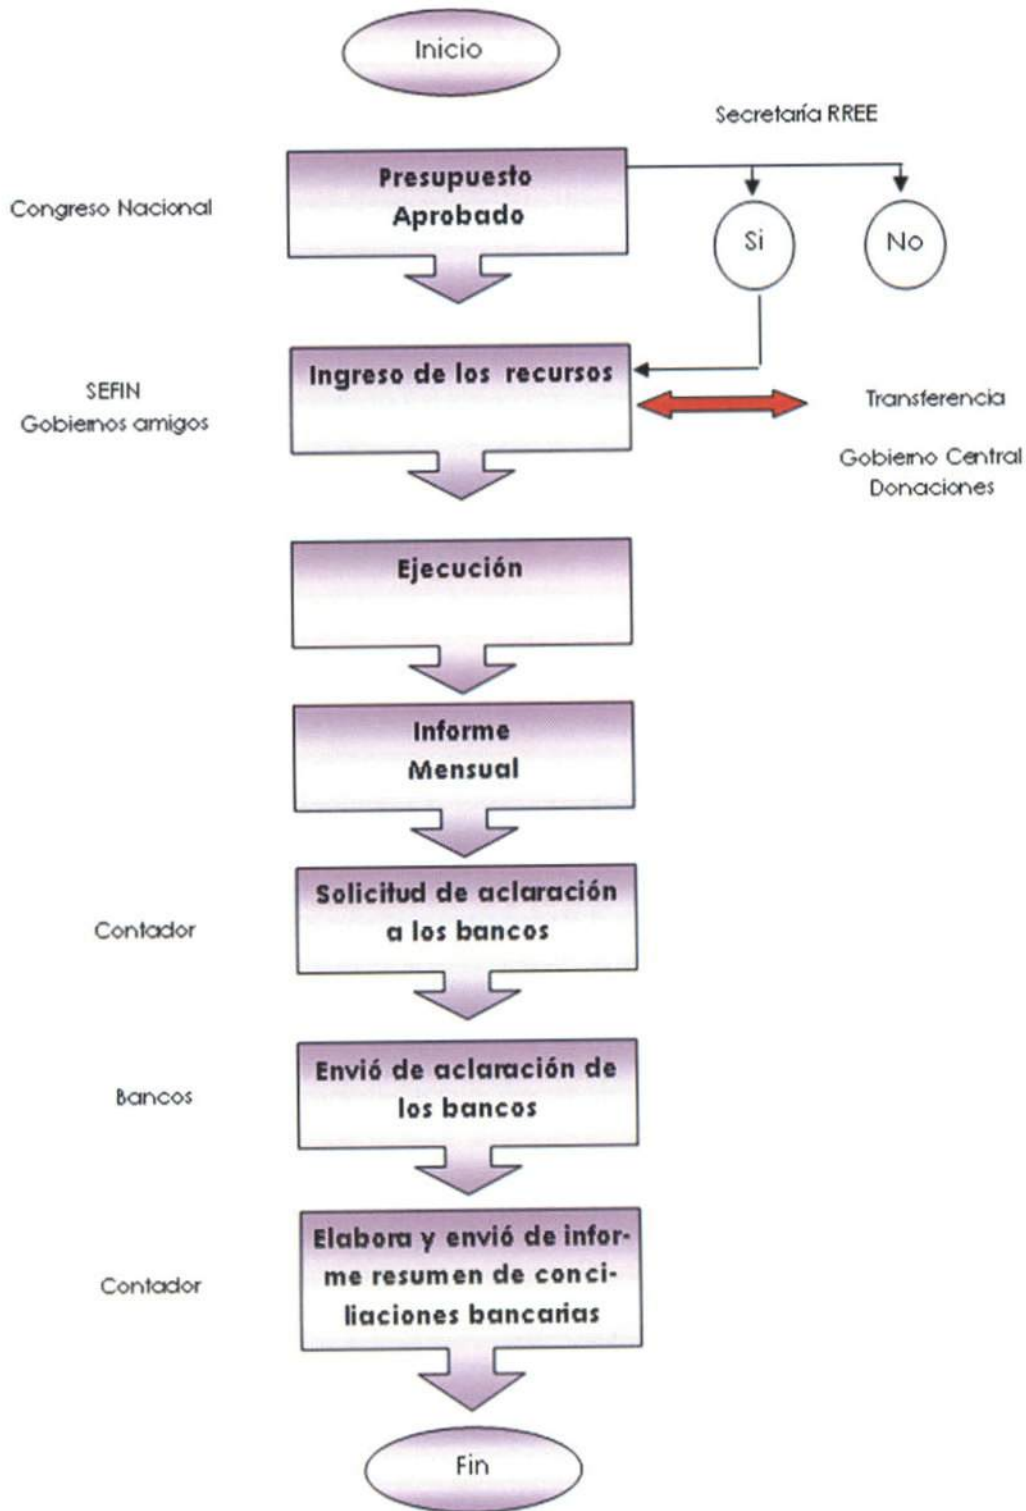 Inicio
Secretaría RREE
Presupuesto
Aprobado
Congreso Nacional
Si
No
Ingreso de los recursos
SEFIN
Gobiernos amigos
Transferencia
Gobierno Central
Donaciones
Ejecución
Informe
Mensual
Solicitud de aclaración
a los bancos
Contador
Envió de aclaración de
los bancos
Bancos
Elabora y envió de infor-
me resumen de conci-
liaciones bancarias
Contador
Fin